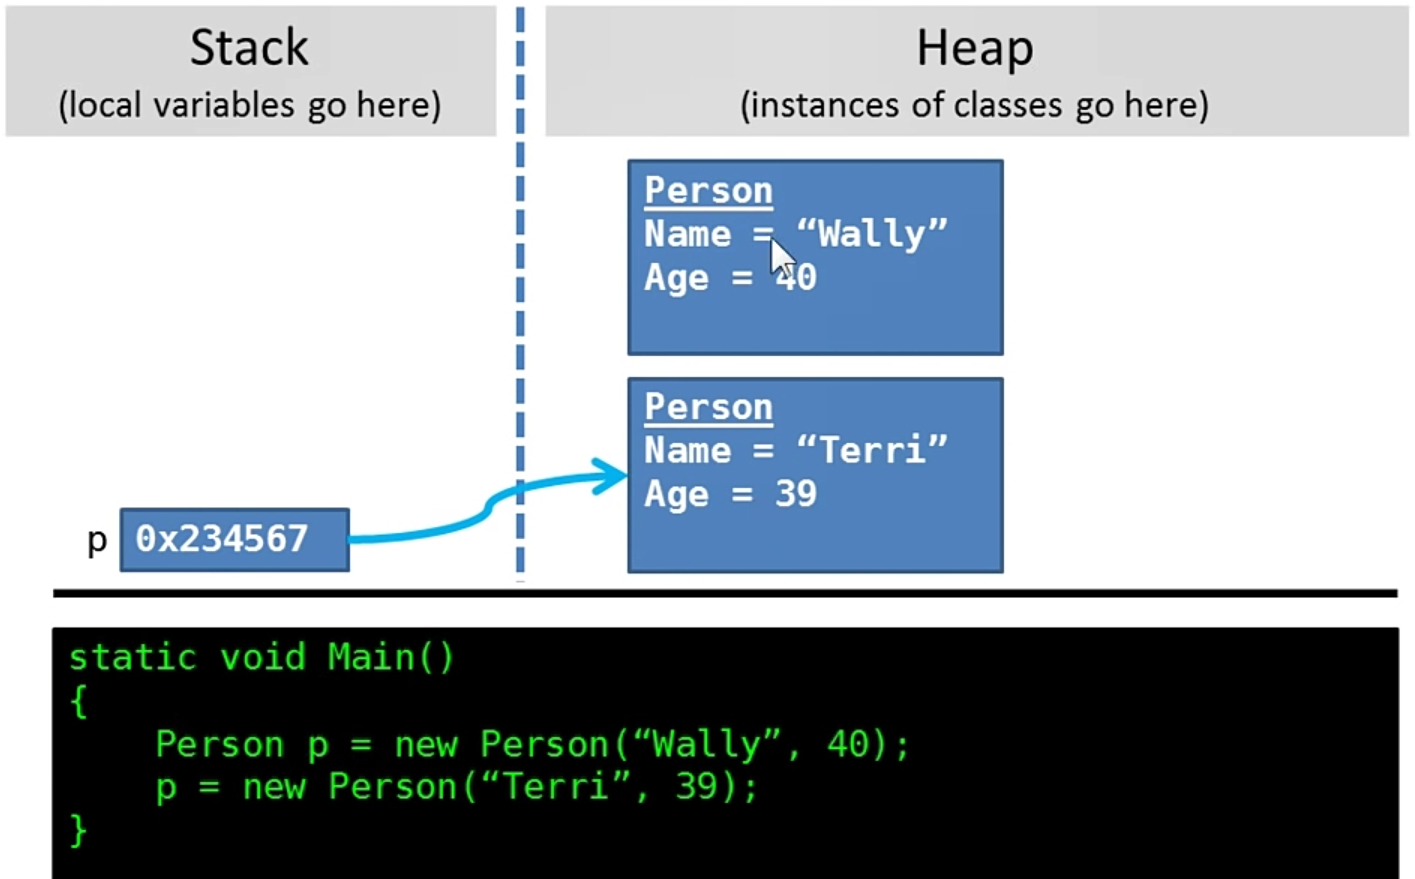 Stack
(local variables go here)
Heap
(instances of classes go here)
Person
Name = “Wally”
Age = 40
Person
Name = “Terri”
Age = 39
p 0x234567
static void Main()
{
    Person p = new Person(“Wally”, 40);
    p = new Person(“Terri”, 39);
}